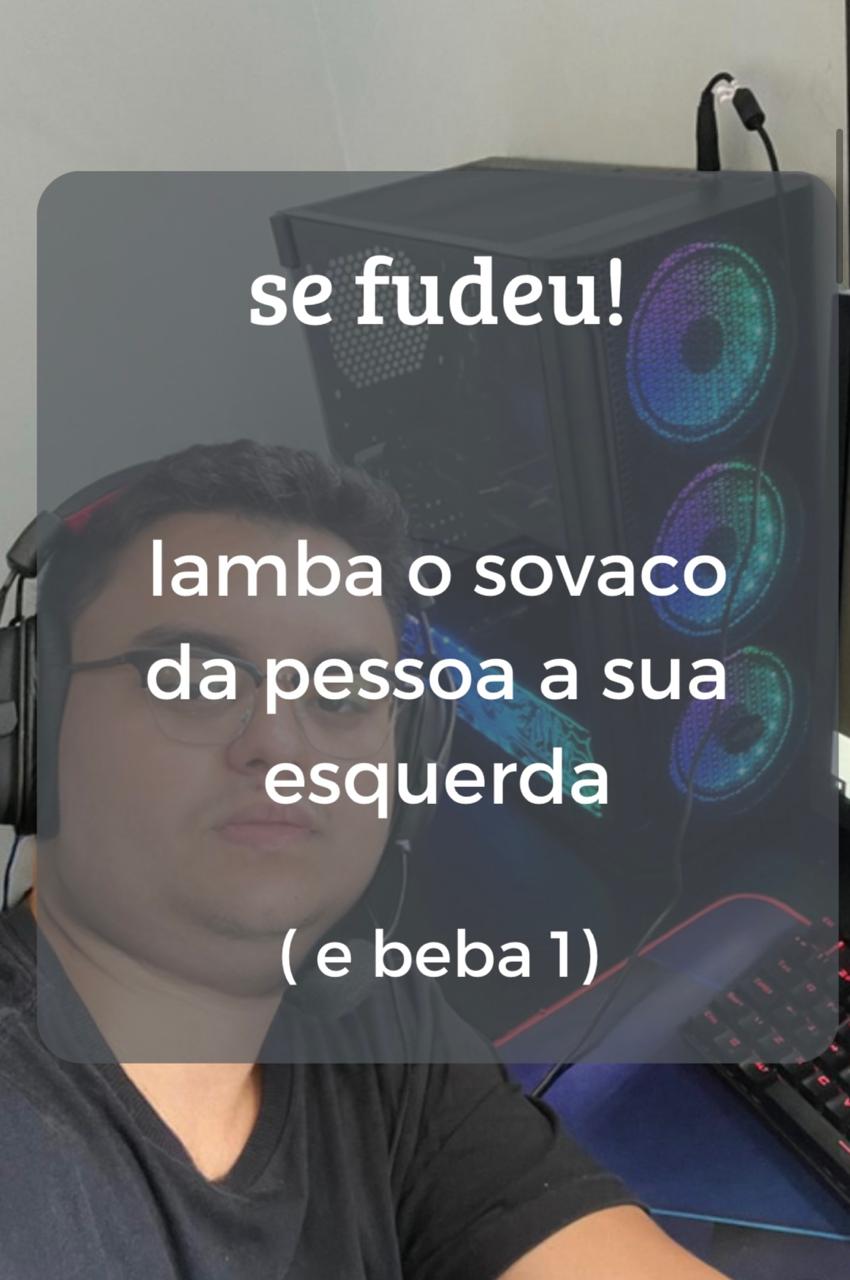 se fudeu!
lamba o sovaco
da pessoa a sua
esquerda
( e beba 1 )